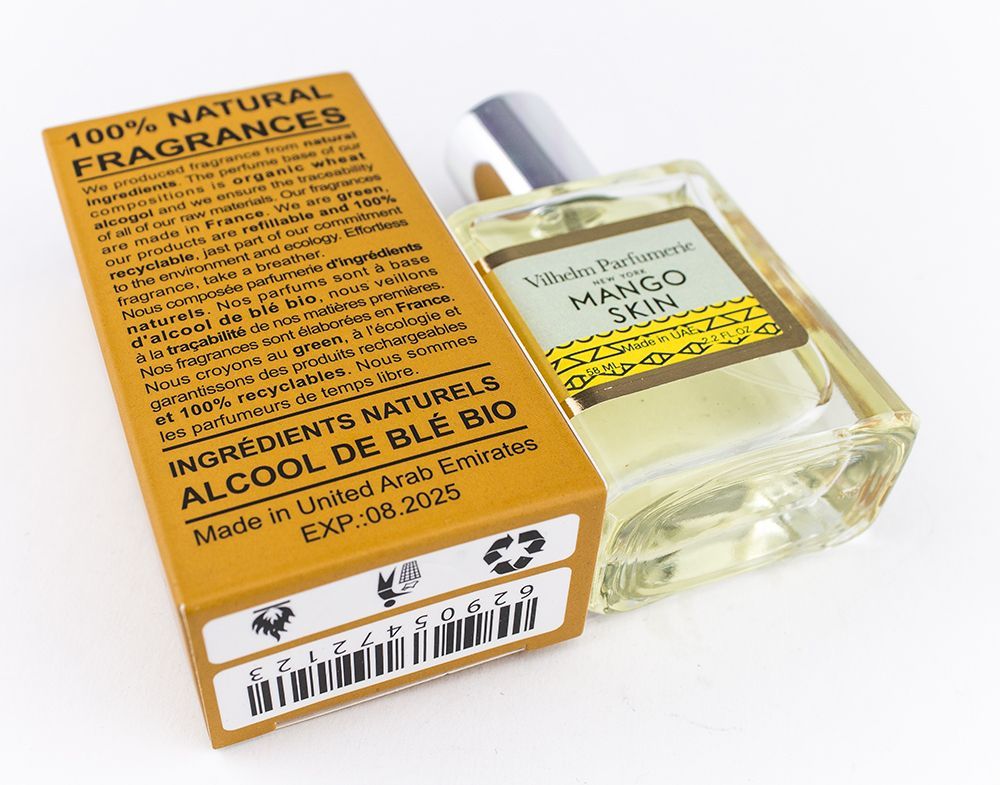 100% NATURAL
FRAGRANCES
We produced fragrance from natural
ingredients. The perfume base of our
compositions is organic wheat
alcogol and we ensure the traceability
of all of our raw materials. Our fragrances
are made in France. We are green,
our products are refillable and 100%
recyclable, jast part of our commitment
to the environment and ecology. Effortless
fragrance, take a breather.
Nous composée parfumerie d'ingrédients
naturels. Nos parfums sont à base
d'alcool de blé bio, nous veillons
à la traçabilité de nos matières premières.
Nos fragrances sont élaborées en France.
Nous croyons au green, à l'écologie et
garantissons des produits rechargeables
et 100% recyclables. Nous sommes
les parfumeurs de temps libre.
INGRÉDIENTS NATURELS
ALCOOL DE BLÉ BIO
Made in United Arab Emirates
EXP.:08.2025
629054721 23
Vilhelm Parfumerie
NEW YORK
MANGO
SKIN
Made in UAE
58 ML 2.2 FL.OZ